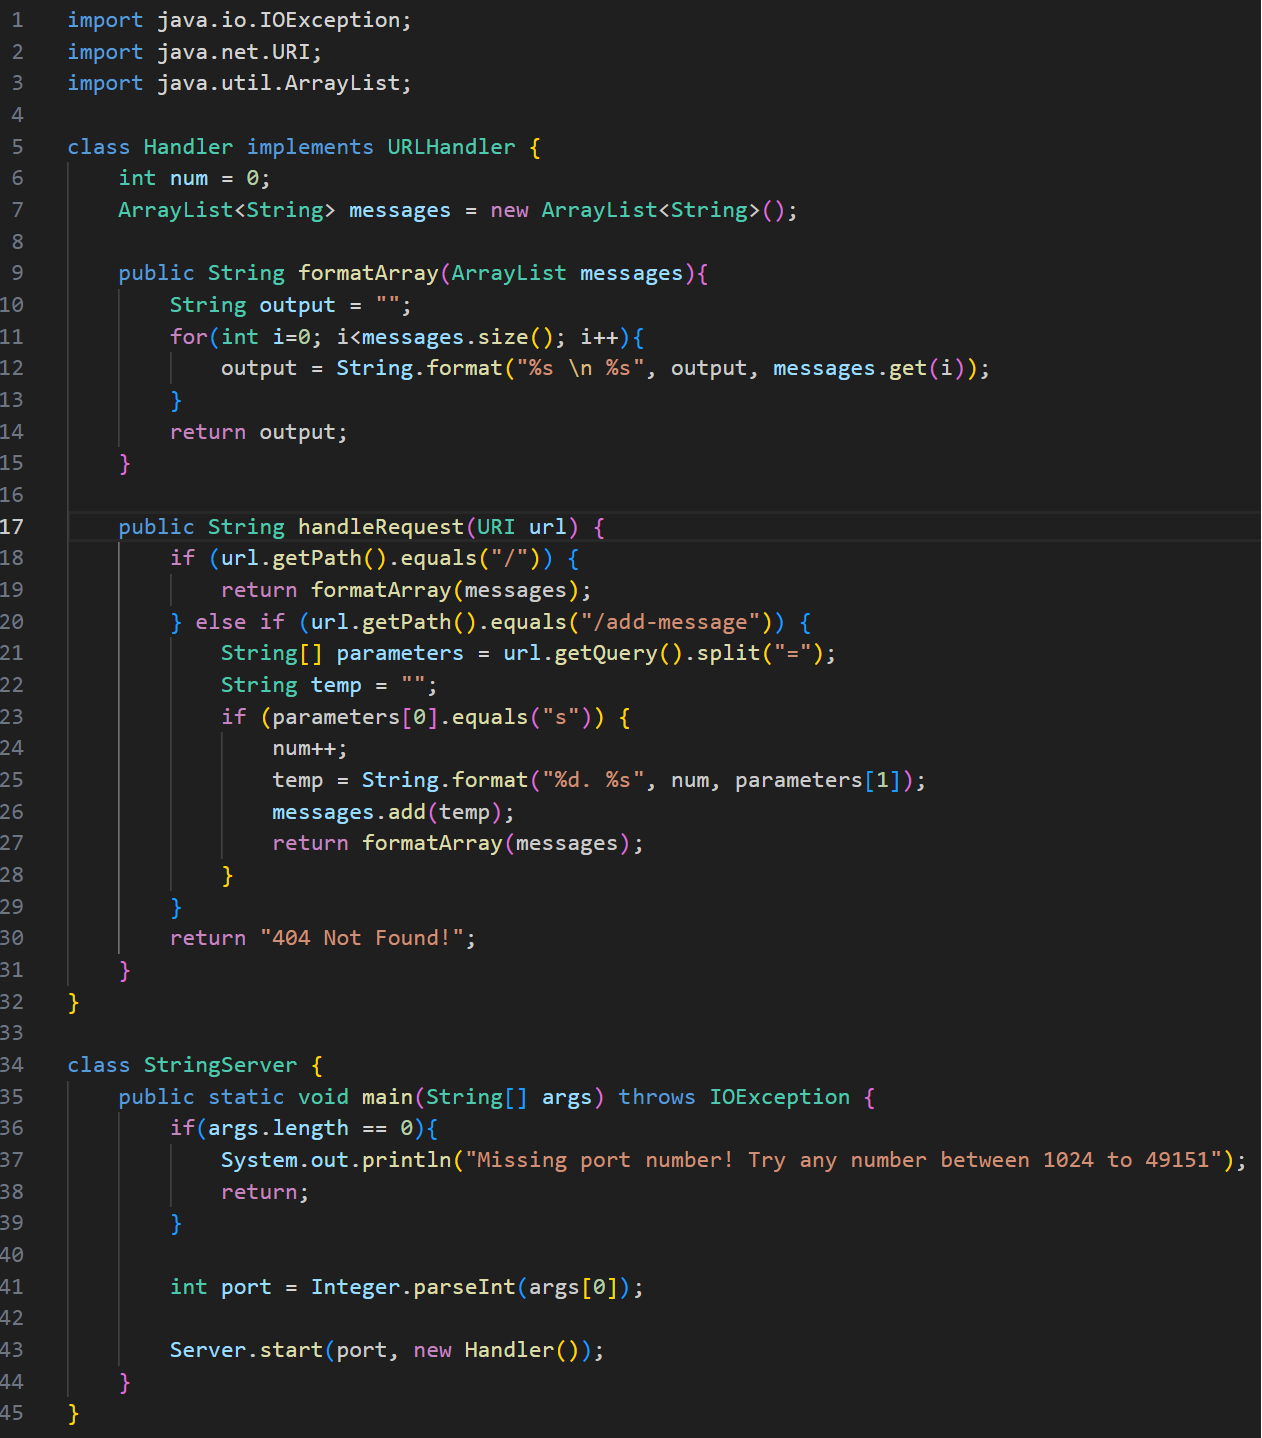 1 import java.io.IOException;
2 import java.net.URI;
3 import java.util.ArrayList;
4
5 class Handler implements URLHandler {
6     int num = 0;
7     ArrayList<String> messages = new ArrayList<String>();
8
9     public String formatArray(ArrayList messages){
10         String output = "";
11         for(int i=0; i<messages.size(); i++){
12             output = String.format("%s \n %s", output, messages.get(i));
13         }
14         return output;
15     }
16
17     public String handleRequest(URI url) {
18         if (url.getPath().equals("/")) {
19             return formatArray(messages);
20         } else if (url.getPath().equals("/add-message")) {
21             String[] parameters = url.getQuery().split("=");
22             String temp = "";
23             if (parameters[0].equals("s")) {
24                 num++;
25                 temp = String.format("%d. %s", num, parameters[1]);
26                 messages.add(temp);
27                 return formatArray(messages);
28             }
29         }
30         return "404 Not Found!";
31     }
32 }
33
34 class StringServer {
35     public static void main(String[] args) throws IOException {
36         if(args.length == 0){
37             System.out.println("Missing port number! Try any number between 1024 to 49151");
38             return;
39         }
40
41         int port = Integer.parseInt(args[0]);
42
43         Server.start(port, new Handler());
44     }
45 }